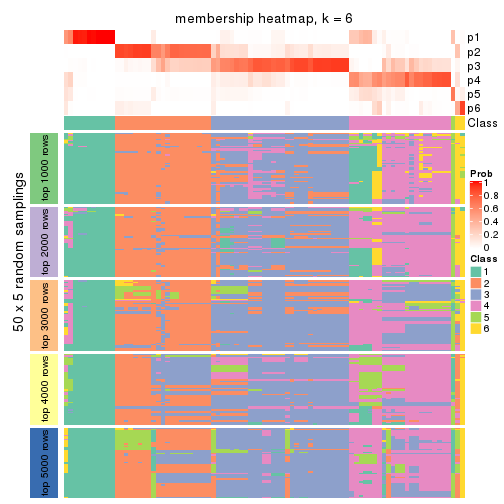 membership heatmap, k = 6
p1
p2
p3
p4
p5
p6
Class
50 x 5 random samplings
top 1000 rows
top 2000 rows
top 3000 rows
top 4000 rows
top 5000 rows
Prob
1
0.8
0.6
0.4
0.2
0
Class
1
2
3
4
5
6